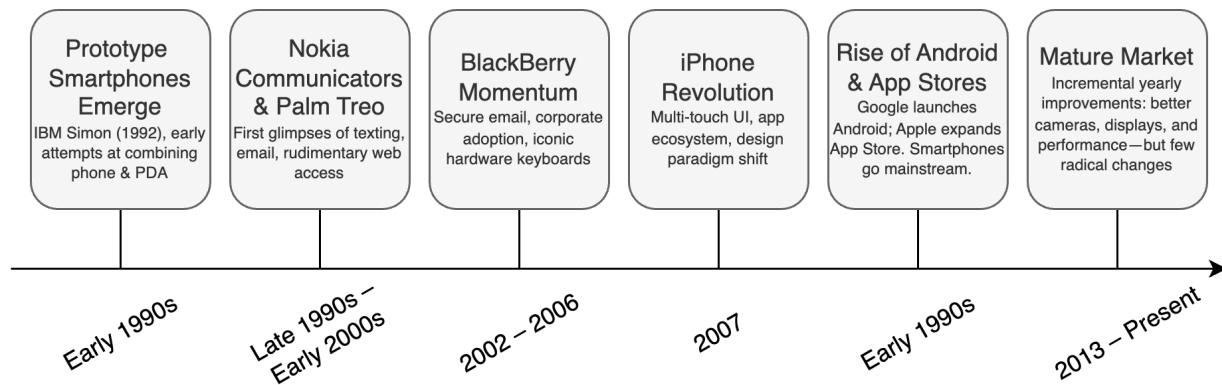 Prototype
Smartphones
Emerge
IBM Simon (1992), early
attempts at combining
phone & PDA
Nokia
Communicators
& Palm Treo
First glimpses of texting,
email, rudimentary web
access
BlackBerry
Momentum
Secure email, corporate
adoption, iconic
hardware keyboards
iPhone
Revolution
Multi-touch UI, app
ecosystem, design
paradigm shift
Rise of Android
& App Stores
Google launches
Android; Apple expands
App Store. Smartphones
go mainstream.
Mature Market
Incremental yearly
improvements: better
cameras, displays, and
performance—but few
radical changes
Early 1990s
Late 1990s –
Early 2000s
2002 – 2006
2007
Early 1990s
2013 – Present